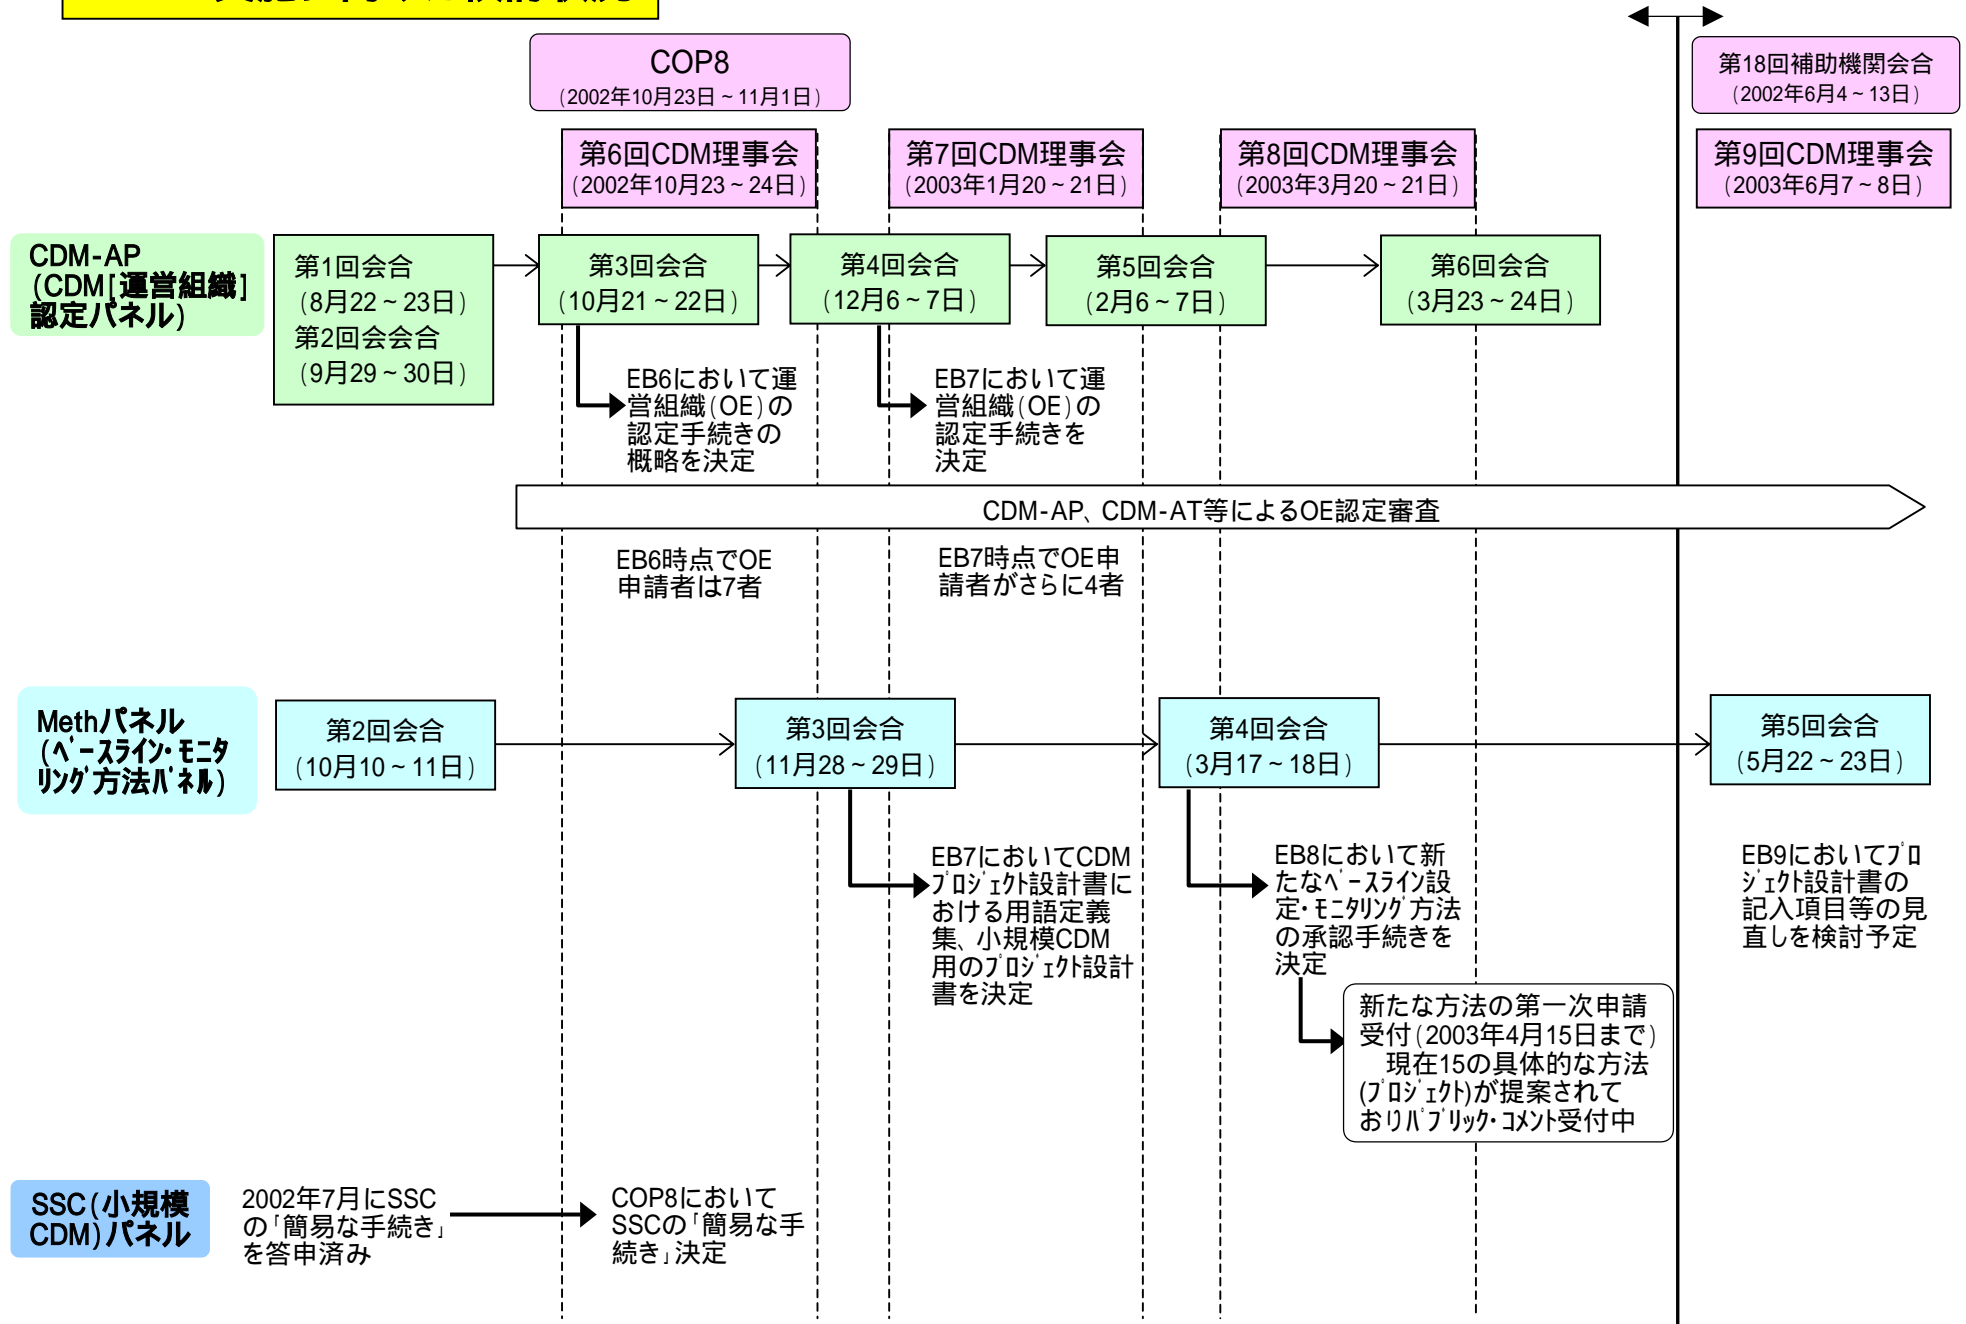 COP8
(2002年10月23日~11月1日)
第18回補助機関会合
(2002年6月4~13日)
第6回CDM理事会
(2002年10月23~24日)
第7回CDM理事会
(2003年1月20~21日)
第8回CDM理事会
(2003年3月20~21日)
第9回CDM理事会
(2003年6月7~8日)
CDM-AP
(CDM[運営組織]
認定パネル)
第1回会合
(8月22~23日)
第2回会会合
(9月29~30日)
第3回会合
(10月21~22日)
第4回会合
(12月6~7日)
第5回会合
(2月6~7日)
第6回会合
(3月23~24日)
EB6において運
営組織(OE)の
認定手続きの
概略を決定
EB7において運
営組織(OE)の
認定手続きを
決定
CDM-AP、CDM-AT等によるOE認定審査
EB6時点でOE
申請者は7者
EB7時点でOE申
請者がさらに4者
Methパネル
(ベースライン・モニタ
リング方法パネル)
第2回会合
(10月10~11日)
第3回会合
(11月28~29日)
第4回会合
(3月17~18日)
第5回会合
(5月22~23日)
EB7においてCDM
プロジェクト設計書に
おける用語定義
集、小規模CDM
用のプロジェクト設計
書を決定
EB8において新
たなベースライン設
定・モニタリング方法
の承認手続きを
決定
EB9においてプロ
ジェクト設計書の
記入項目等の見
直しを検討予定
新たな方法の第一次申請
受付(2003年4月15日まで)
現在15の具体的な方法
(プロジェクト)が提案されて
おりパブリック・コメント受付中
SSC(小規模
CDM)パネル
2002年7月にSSC
の「簡易な手続き」
を答申済み
COP8において
SSCの「簡易な手
続き」決定